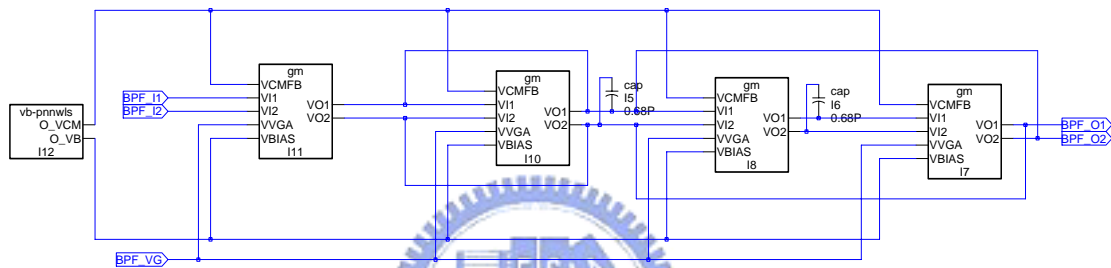 vb-pnnwls
O_VCM
O_VB
I12
BPF_I1
BPF_I2
BPF_VG
gm
VCMFB
VI1
VI2
VVGA
VBIAS
VO1
VO2
I11
gm
VCMFB
VI1
VI2
VVGA
VBIAS
VO1
VO2
I10
cap
I5
0.68P
gm
VCMFB
VI1
VI2
VVGA
VBIAS
VO1
VO2
I8
cap
I6
0.68P
gm
VCMFB
VI1
VI2
VVGA
VBIAS
VO1
VO2
I7
BPF_O1
BPF_O2